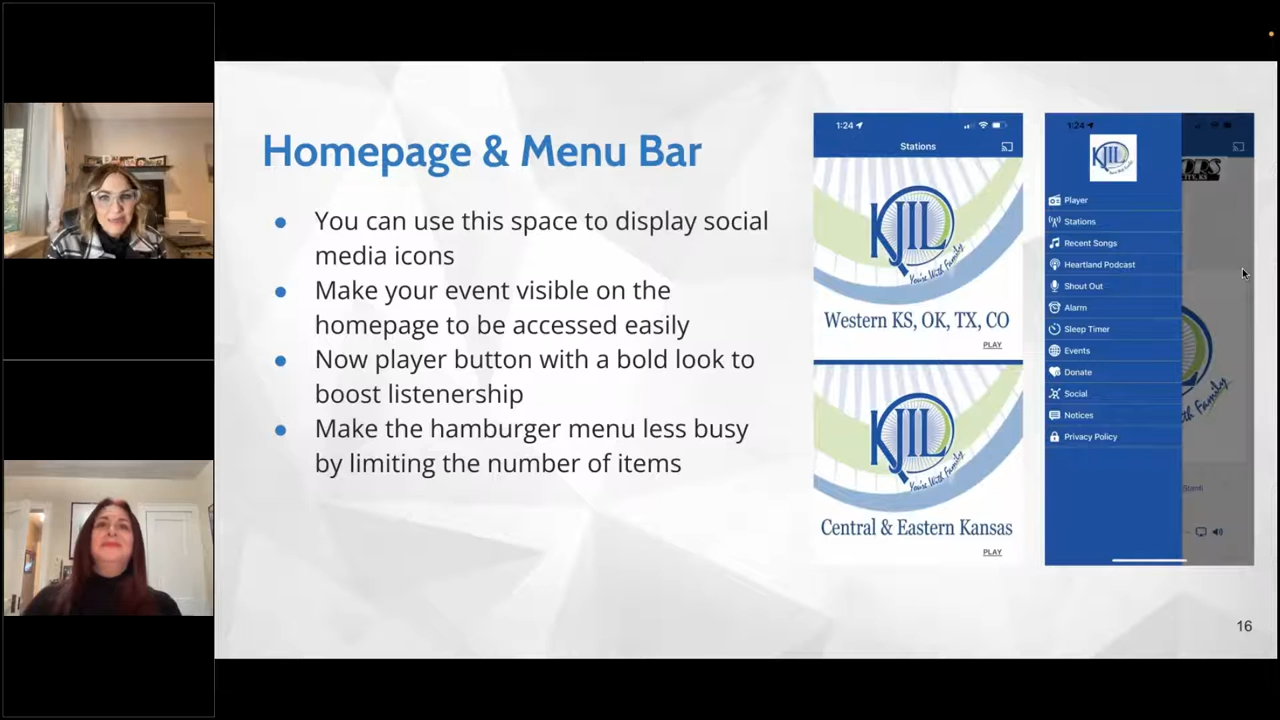 Homepage & Menu Bar
You can use this space to display social
media icons
Make your event visible on the
homepage to be accessed easily
Now player button with a bold look to
boost listenership
Make the hamburger menu less busy
by limiting the number of items
1:24
Stations
KJIL
You're With Family
Western KS, OK, TX, CO
PLAY
KJIL
You're With Family
Central & Eastern Kansas
PLAY
1:24
KJIL
Player
Stations
Recent Songs
Heartland Podcast
Shout Out
Alarm
Sleep Timer
Events
Donate
Social
Notices
Privacy Policy
16